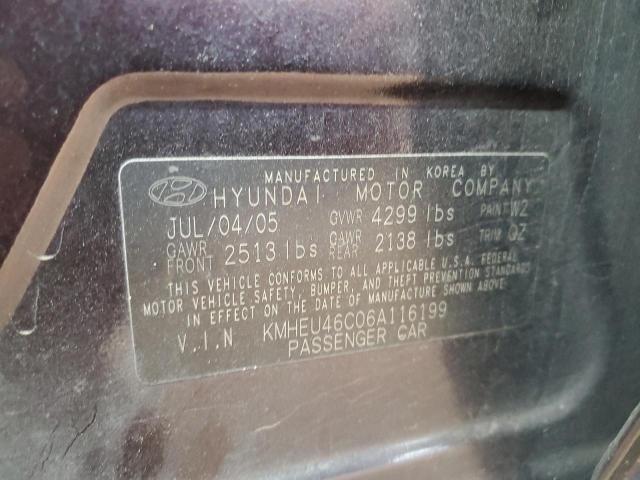 MANUFACTURED IN KOREA BY
HYUNDAI MOTOR COMPANY
JUL/04/05 GVWR 4299 lbs PAINT W2
GAWR FRONT 2513 lbs GAWR REAR 2138 lbs TRIM QZ
THIS VEHICLE CONFORMS TO ALL APPLICABLE U.S.A. FEDERAL
MOTOR VEHICLE SAFETY, BUMPER, AND THEFT PREVENTION STANDARDS
IN EFFECT ON THE DATE OF MANUFACTURE SHOWN ABOVE.
V.I.N KMHEU46C06A116199
PASSENGER CAR